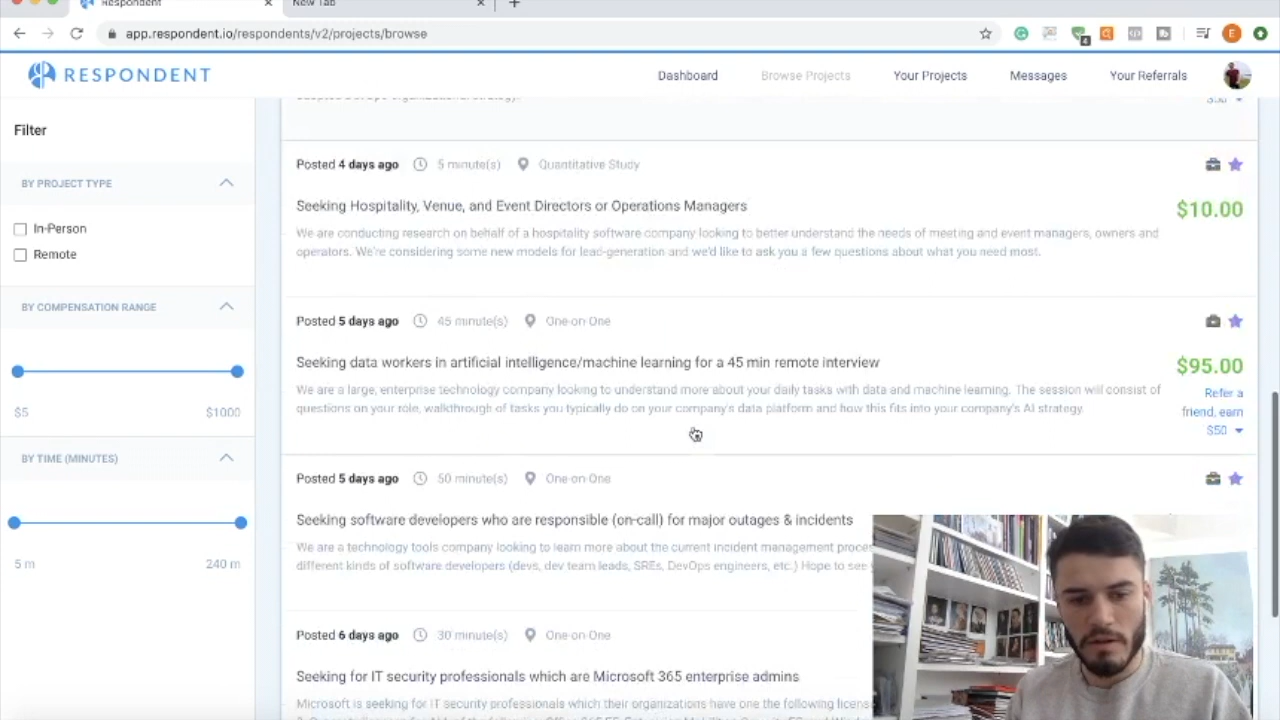 Respondent
New Tab
app.respondent.io/respondents/v2/projects/browse
4
E
RESPONDENT
Dashboard
Browse Projects
Your Projects
Messages
Your Referrals
$50
Filter
BY PROJECT TYPE
In-Person
Remote
BY COMPENSATION RANGE
$5
$1000
BY TIME (MINUTES)
5 m
240 m
Posted 4 days ago 5 minute(s) Quantitative Study
Seeking Hospitality, Venue, and Event Directors or Operations Managers
$10.00
We are conducting research on behalf of a hospitality software company looking to better understand the needs of meeting and event managers, owners and
operators. We're considering some new models for lead-generation and we'd like to ask you a few questions about what you need most.
Posted 5 days ago 45 minute(s) One-on-One
Seeking data workers in artificial intelligence/machine learning for a 45 min remote interview
$95.00
We are a large, enterprise technology company looking to understand more about your daily tasks with data and machine learning. The session will consist of
questions on your role, walkthrough of tasks you typically do on your company's data platform and how this fits into your company's AI strategy.
Refer a
friend, earn
$50
Posted 5 days ago 50 minute(s) One-on-One
Seeking software developers who are responsible (on-call) for major outages & incidents
We are a technology tools company looking to learn more about the current incident management
different kinds of software developers (devs, dev team leads, SREs, DevOps engineers, etc.) Hope to see
Posted 6 days ago 30 minute(s) One-on-One
Seeking for IT security professionals which are Microsoft 365 enterprise admins
Microsoft is seeking for IT security professionals which their organizations have one the following